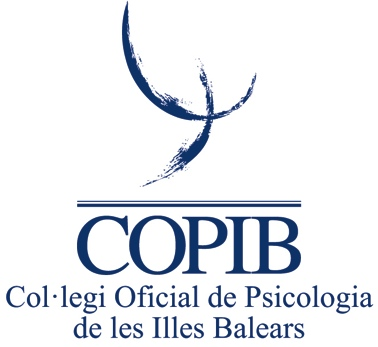 COPIB
Col·legi Oficial de Psicologia
de les Illes Balears